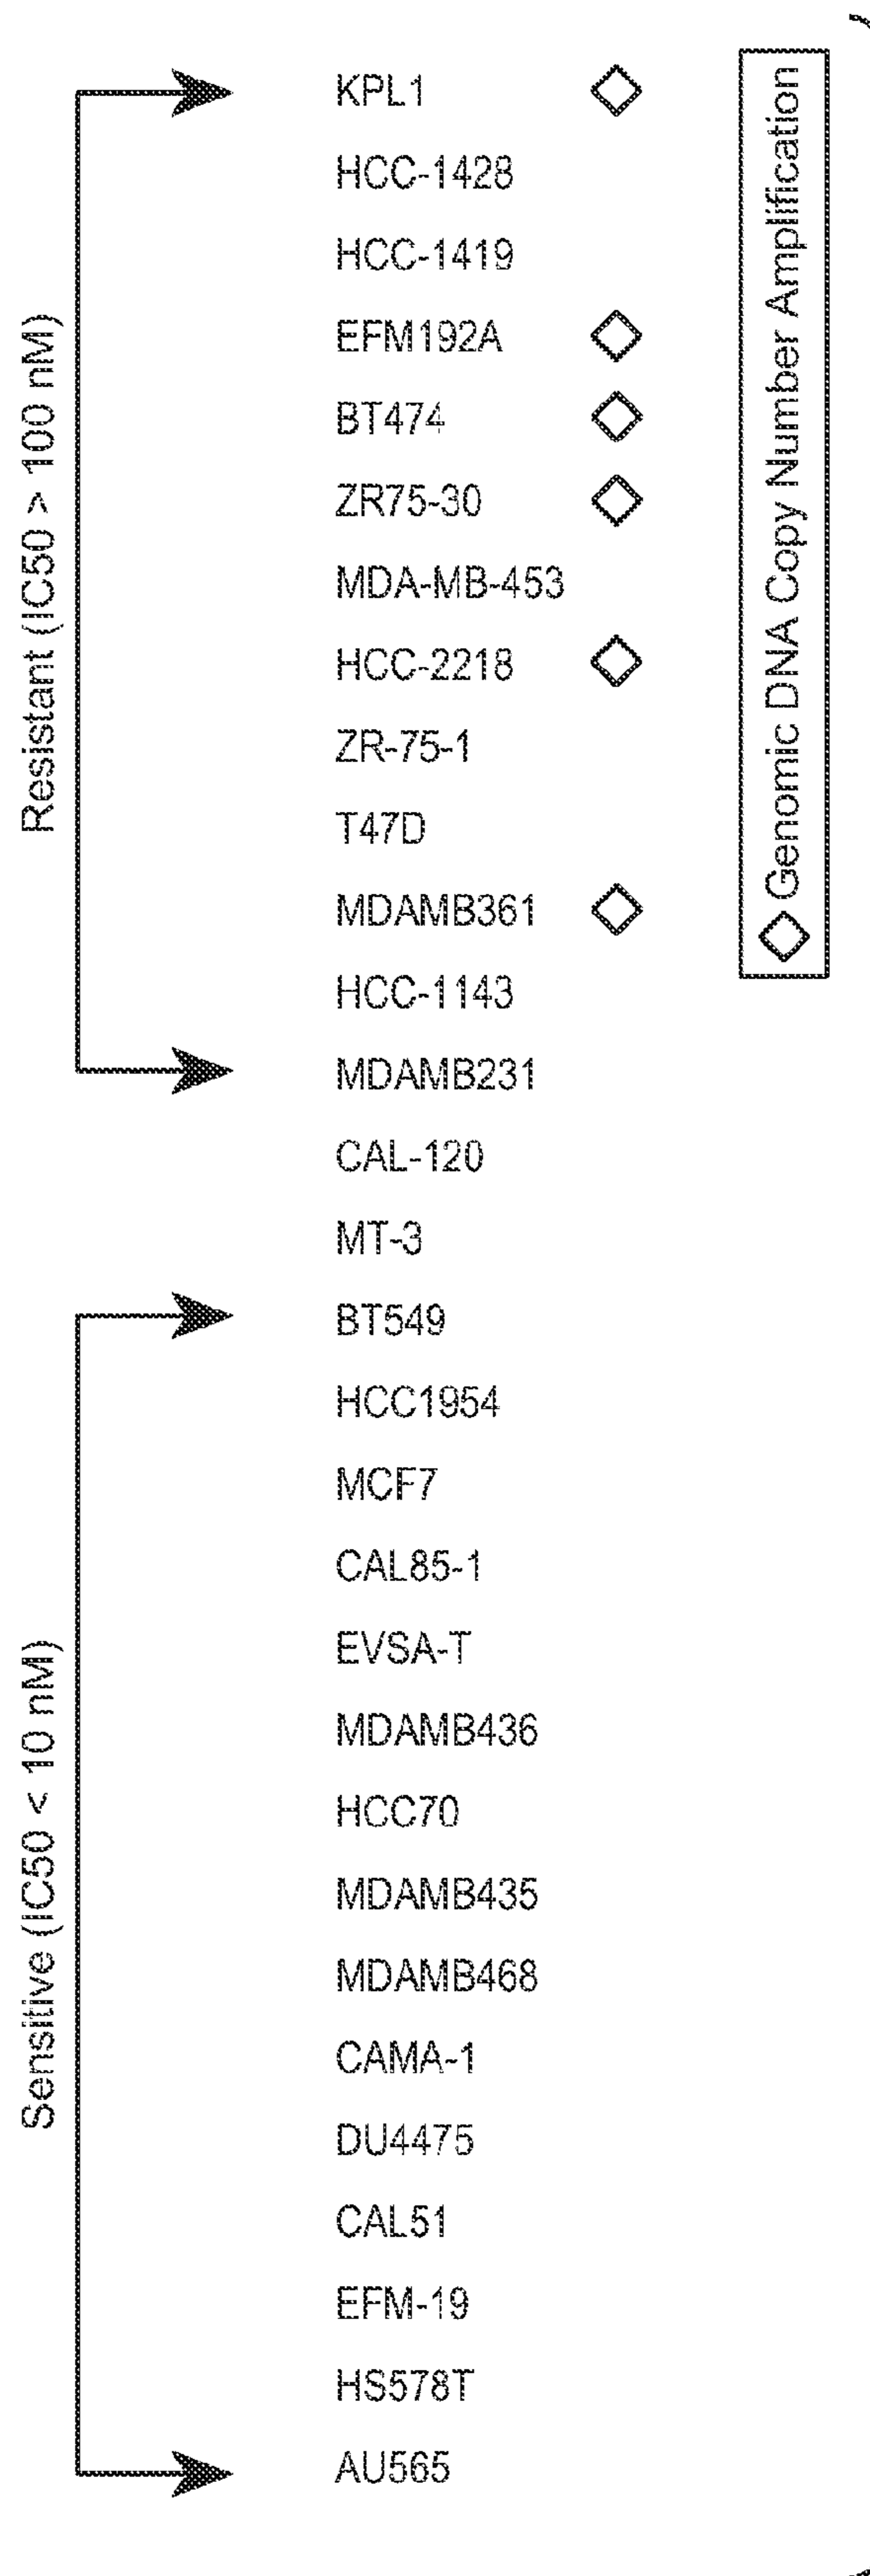 Resistant (IC50 > 100 nM)
KPL1
HCC-1428
HCC-1419
EFM192A
BT474
ZR75-30
MDA-MB-453
HCC-2218
ZR-75-1
T47D
MDAMB361
HCC-1143
MDAMB231
CAL-120
MT-3
Sensitive (IC50 < 10 nM)
BT549
HCC1954
MCF7
CAL85-1
EVSA-T
MDAMB436
HCC70
MDAMB435
MDAMB468
CAMA-1
DU4475
CAL51
EFM-19
HS578T
AU565
◇ Genomic DNA Copy Number Amplification